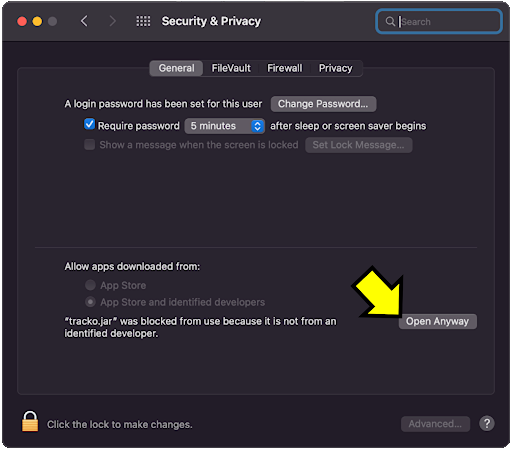 Security & Privacy
Search
General FileVault Firewall Privacy
A login password has been set for this user Change Password...
Require password 5 minutes after sleep or screen saver begins
Show a message when the screen is locked Set Lock Message...
Allow apps downloaded from:
App Store
App Store and identified developers
“tracko.jar” was blocked from use because it is not from an
identified developer.
Open Anyway
Click the lock to make changes.
Advanced...
?